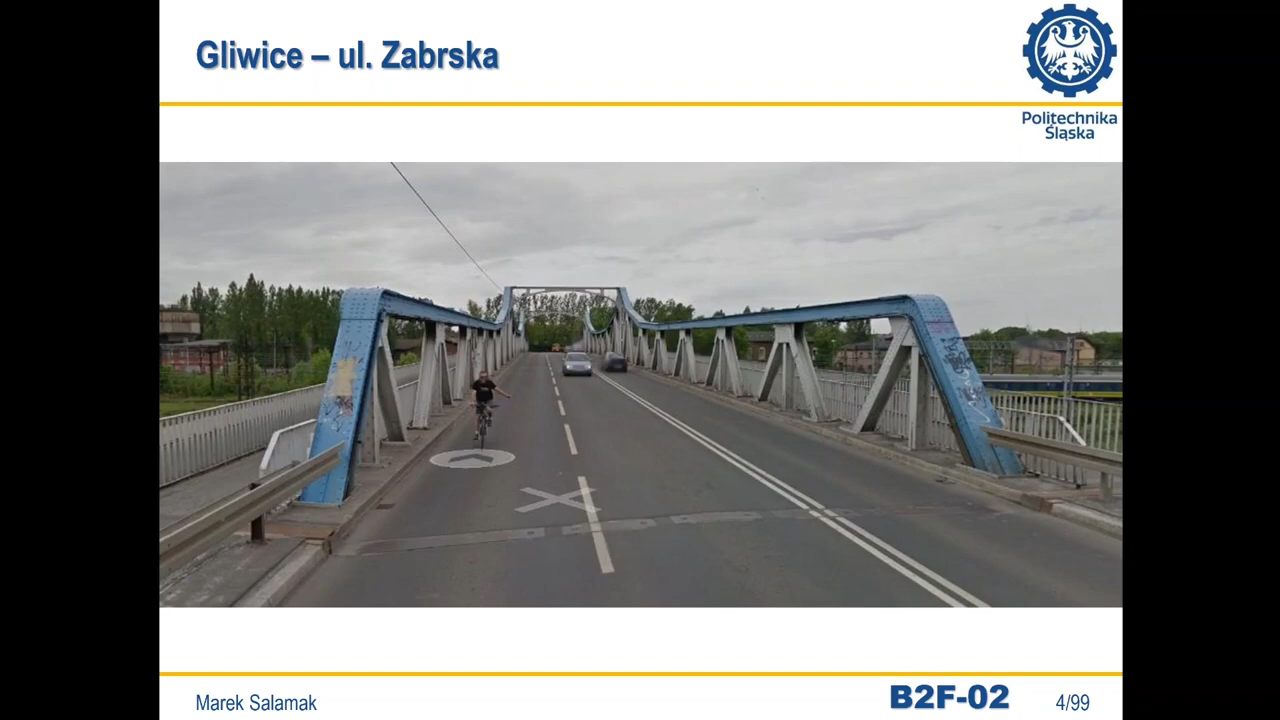 Gliwice – ul. Zabrska
Politechnika
Śląska
Marek Salamak
B2F-02
4/99